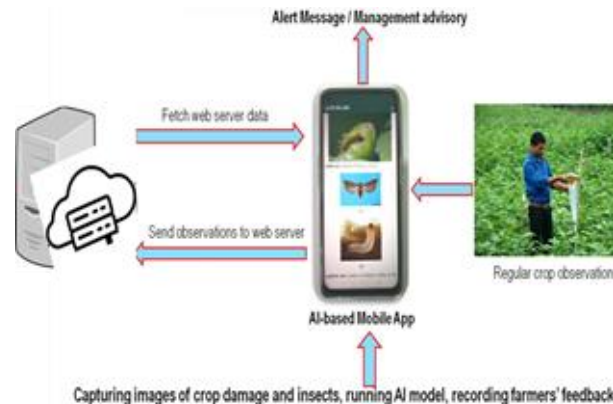 Alert Message / Management advisory
Fetch web server data
Send observations to web server
Regular crop observation
AI-based Mobile App
Capturing images of crop damage and insects, running AI model, recording farmers' feedback